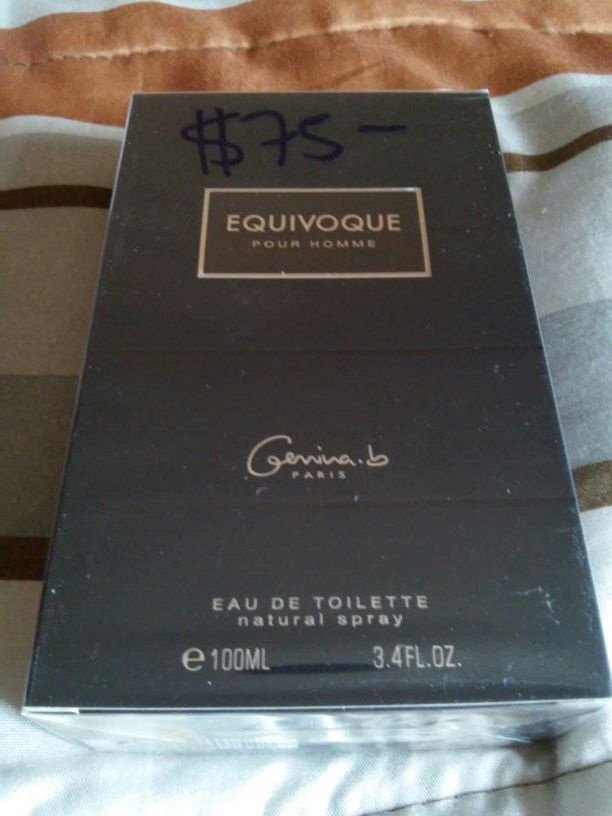 $75-
EQUIVOQUE
POUR HOMME
Gemina.b
PARIS
EAU DE TOILETTE
natural spray
e 100ML 3.4FL.OZ.